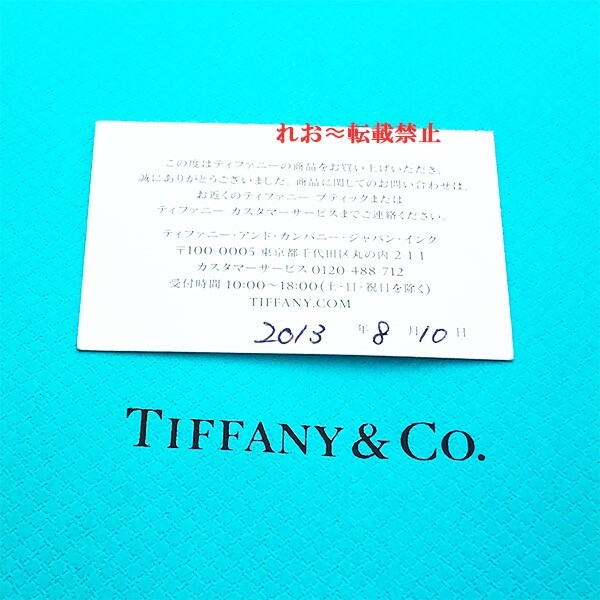 れお～転載禁止
この度はティファニーの商品をお買い上げいただき、
誠にありがとうございました。商品に関してのお問い合わせは、
お近くのティファニー ブティックまたは
ティファニー カスタマーサービスまでご連絡ください。
ティファニー・アンド・カンパニー・ジャパン・インク
〒100-0005 東京都千代田区丸の内 2 1 1
カスタマーサービス 0120-488-712
受付時間 10:00～18:00（土・日・祝日を除く）
TIFFANY.COM
2013 年 8 月 10 日
TIFFANY & CO.